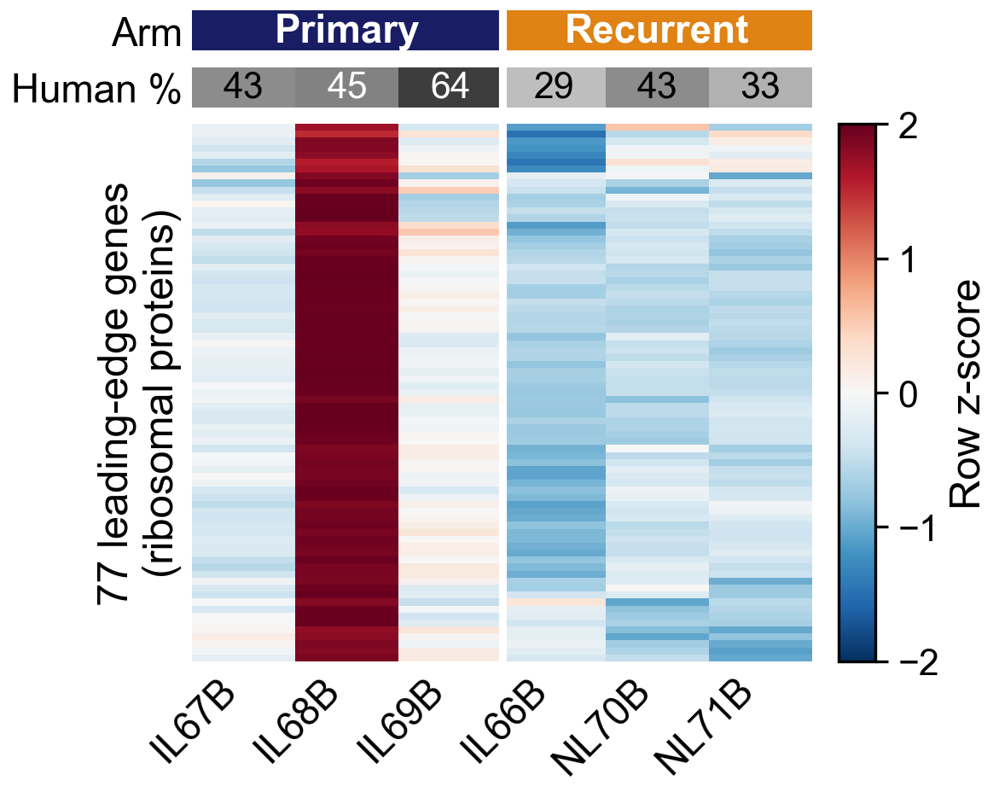 Arm Primary Recurrent
Human % 43 45 64 29 43 33
77 leading-edge genes
(ribosomal proteins)
2
1
0
−1
−2
Row z-score
IL67B IL68B IL69B IL66B NL70B NL71B